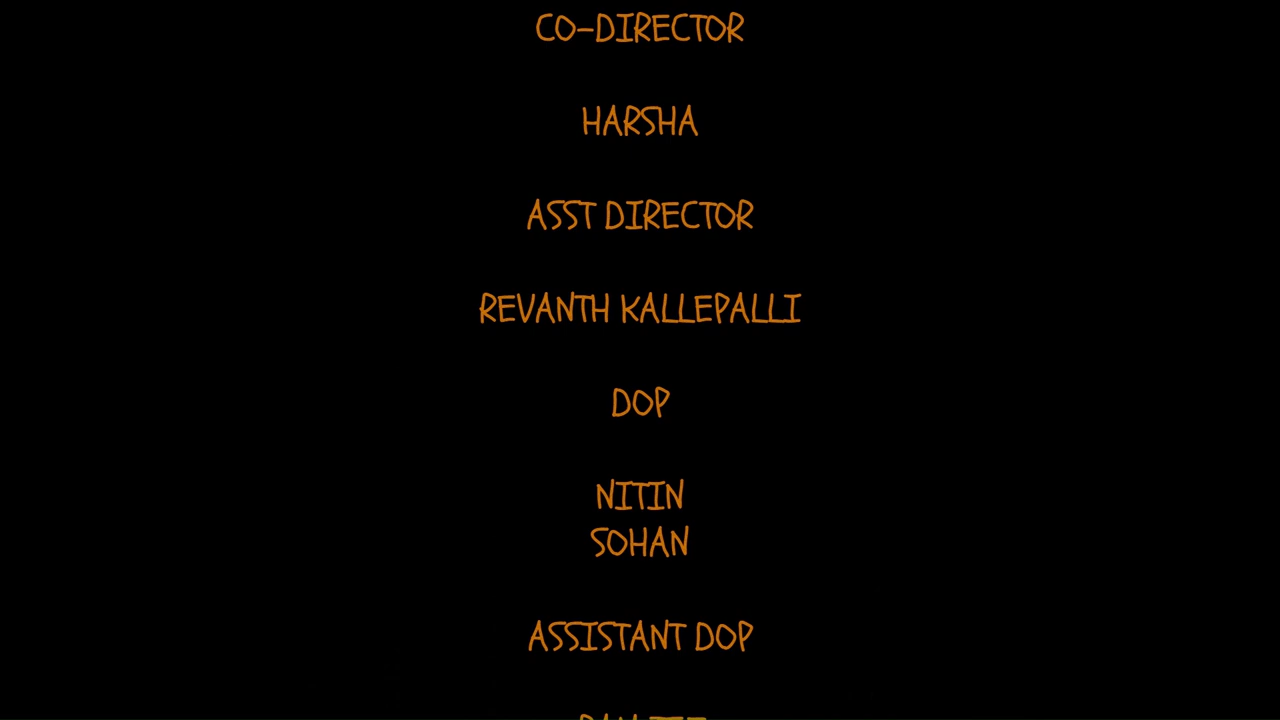 CO-DIRECTOR
HARSHA
ASST DIRECTOR
REVANTH KALLEPALLI
DOP
NITIN
SOHAN
ASSISTANT DOP